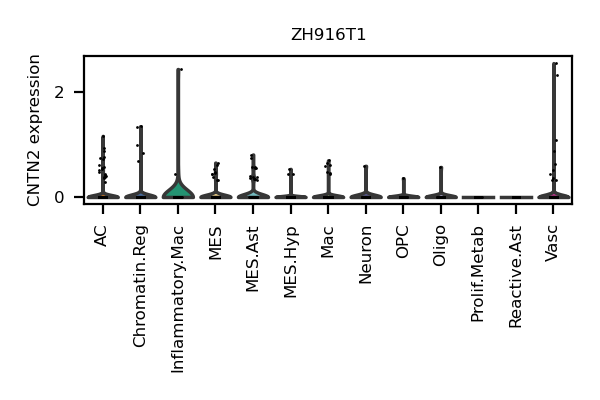 ZH916T1
CNTN2 expression
2
0
AC
Chromatin.Reg
Inflammatory.Mac
MES
MES.Ast
MES.Hyp
Mac
Neuron
OPC
Oligo
Prolif.Metab
Reactive.Ast
Vasc